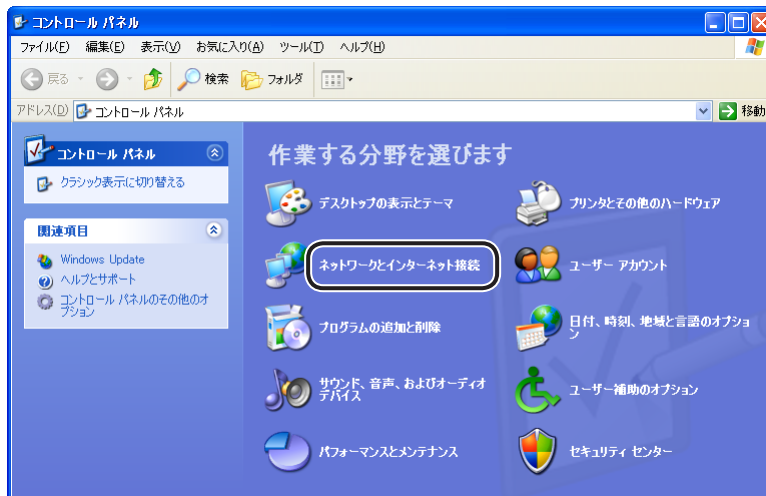 コントロール パネル
ファイル(F) 編集(E) 表示(V) お気に入り(A) ツール(T) ヘルプ(H)
戻る 検索 フォルダ
アドレス(D) コントロール パネル 移動
コントロール パネル
クラシック表示に切り替える
関連項目
Windows Update
ヘルプとサポート
コントロール パネルのその他のオ
プション
作業する分野を選びます
デスクトップの表示とテーマ
プリンタとその他のハードウェア
ネットワークとインターネット接続
ユーザー アカウント
プログラムの追加と削除
日付、時刻、地域と言語のオプショ
ン
サウンド、音声、およびオーディオ
デバイス
ユーザー補助のオプション
パフォーマンスとメンテナンス
セキュリティ センター